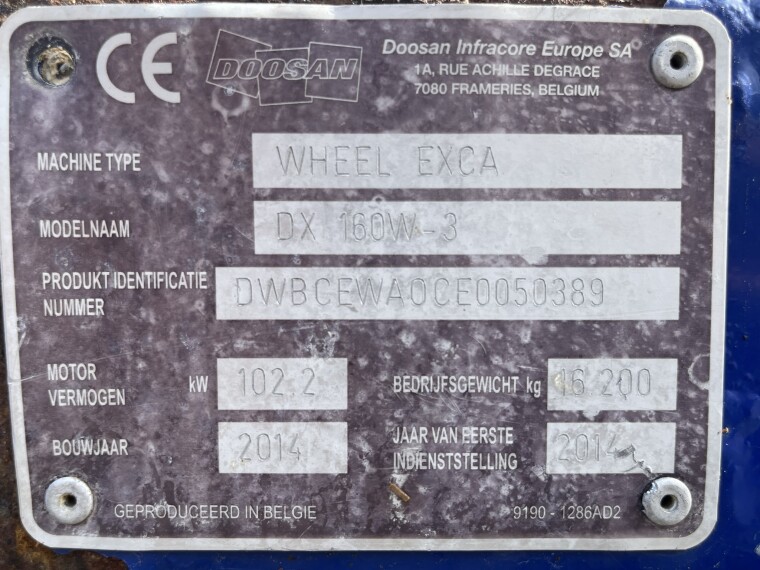 CE DOOSAN Doosan Infracore Europe SA
1A, RUE ACHILLE DEGRACE
7080 FRAMERIES, BELGIUM
MACHINE TYPE WHEEL EXCA
MODELNAAM DX 160W-3
PRODUKT IDENTIFICATIE
NUMMER DWBCEWA0CE0050389
MOTOR
VERMOGEN kW 102.2 BEDRIJFSGEWICHT kg 16 200
BOUWJAAR 2014 JAAR VAN EERSTE
INDIENSTSTELLING 2014
GEPRODUCEERD IN BELGIE 9190 - 1286AD2